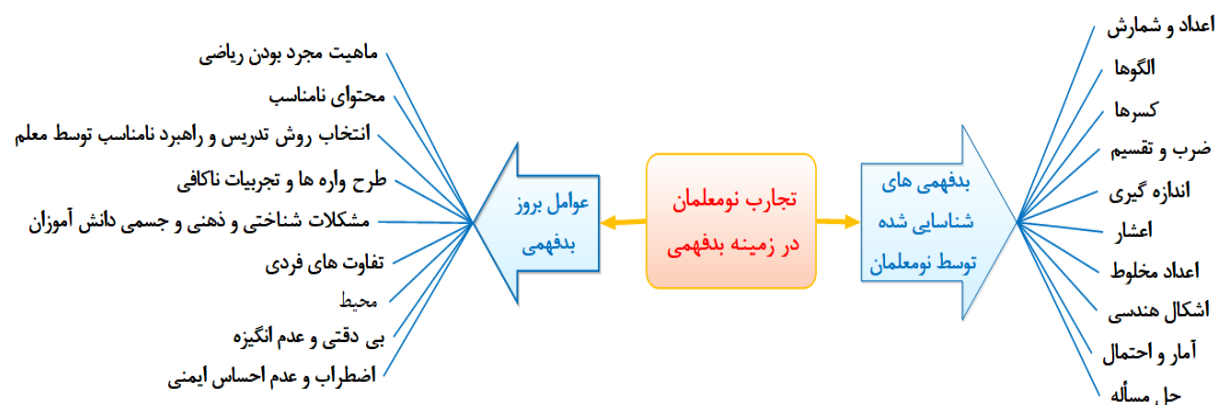 اعداد و شمارش
الگوها
کسرها
ضرب و تقسیم
اندازه گیری
اعشار
اعداد مخلوط
اشکال هندسی
آمار و احتمال
حل مسأله
بدفهمی های
شناسایی شده
توسط نومعلمان
تجارب نومعلمان
در زمینه بدفهمی
عوامل بروز
بدفهمی
ماهیت مجرد بودن ریاضی
محتوای نامناسب
انتخاب روش تدریس و راهبرد نامناسب توسط معلم
طرح واره ها و تجربیات ناکافی
مشکلات شناختی و ذهنی و جسمی دانش آموزان
تفاوت های فردی
محیط
بی دقتی و عدم انگیزه
اضطراب و عدم احساس ایمنی